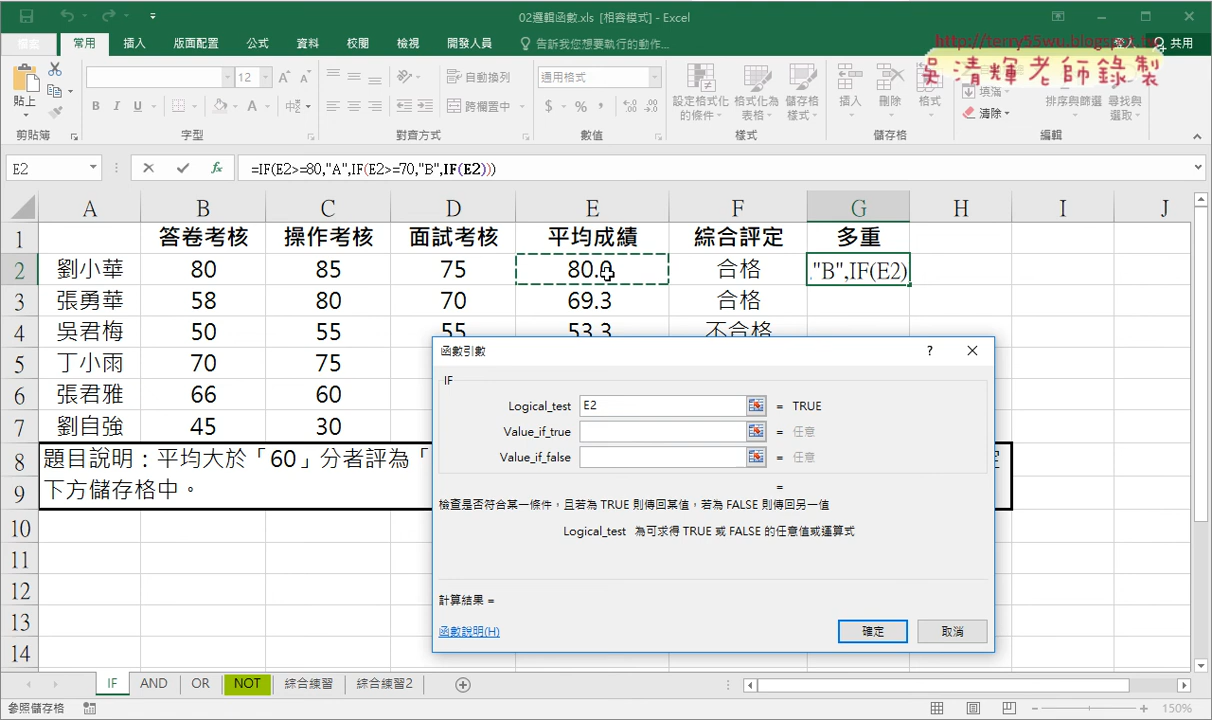 02邏輯函數.xls [相容模式] - Excel
檔案 常用 插入 版面配置 公式 資料 校閱 檢視 開發人員 告訴我您想要執行的動作... 登入 共用
http://terry55wu.blogspot.tw
吳清輝老師錄製
貼上
12
自動換列
跨欄置中
通用格式
設定格式化的條件
格式化為表格
儲存格樣式
插入 刪除 格式
填滿
清除
排序與篩選
尋找與選取
剪貼簿 字型 對齊方式 數值 樣式 儲存格 編輯
E2 =IF(E2>=80,"A",IF(E2>=70,"B",IF(E2)))
A B C D E F G H I J
1 答卷考核 操作考核 面試考核 平均成績 綜合評定 多重
2 劉小華 80 85 75 80.0 合格 "B",IF(E2)
3 張勇華 58 80 70 69.3 合格
4 吳君梅 50 55 55 53.3 不合格
5 丁小雨 70 75
6 張君雅 66 60
7 劉自強 45 30
8 題目說明：平均大於「60」分者評為「
9 下方儲存格中。
10
11
12
13
14
函數引數 ?
IF
Logical_test E2 = TRUE
Value_if_true = 任意
Value_if_false = 任意
=
檢查是否符合某一條件，且若為 TRUE 則傳回某值，若為 FALSE 則傳回另一值
Logical_test 為可求得 TRUE 或 FALSE 的任意值或運算式
計算結果 =
函數說明(H)
確定 取消
IF AND OR NOT 綜合練習 綜合練習2
參照儲存格 150%